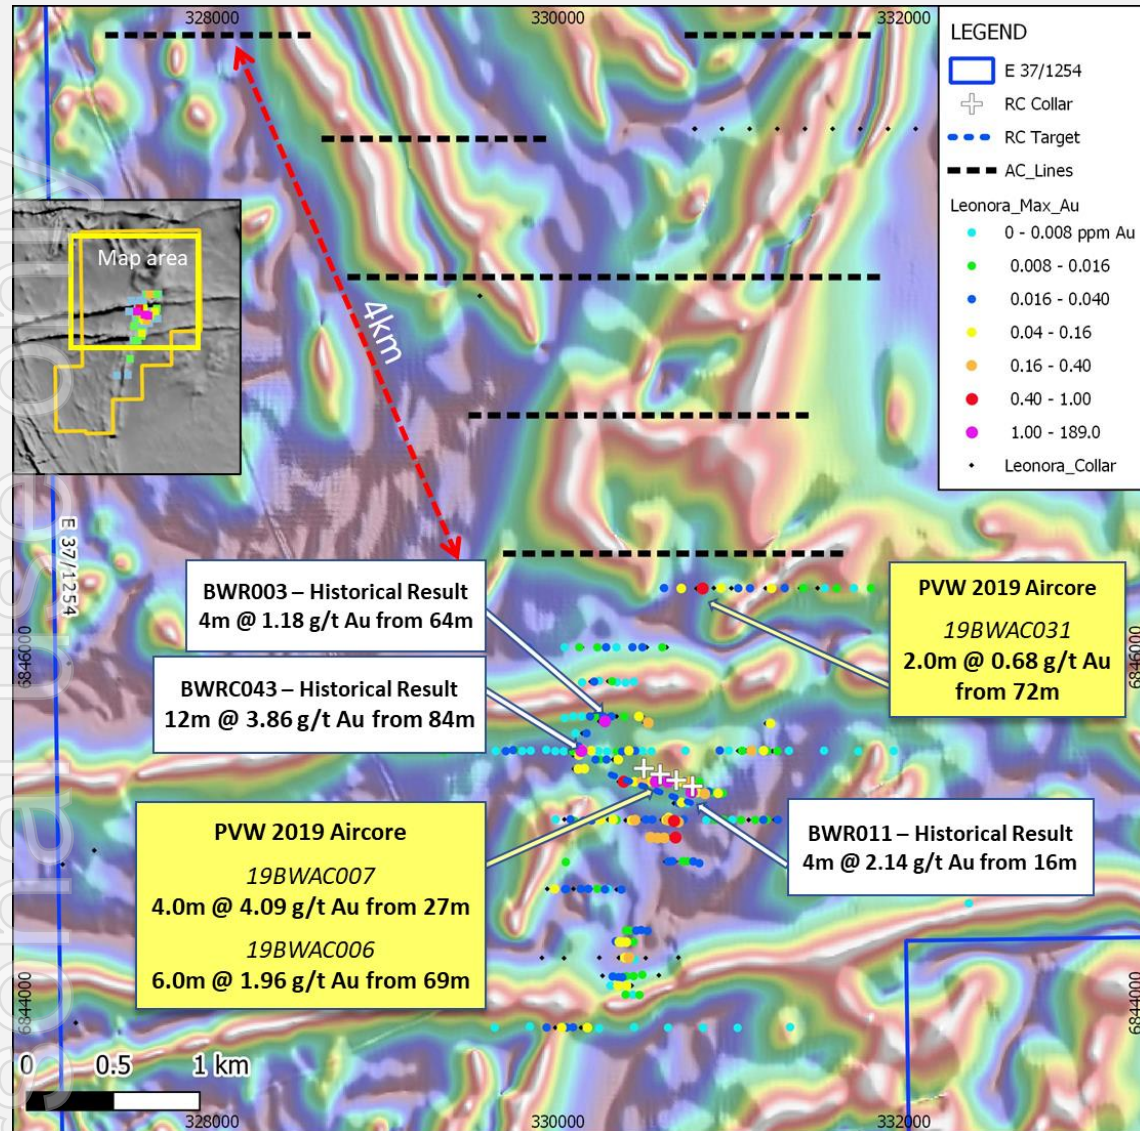 328000
330000
332000
LEGEND
E 37/1254
RC Collar
RC Target
AC_Lines
Leonora_Max_Au
0 - 0.008 ppm Au
0.008 - 0.016
0.016 - 0.040
0.04 - 0.16
0.16 - 0.40
0.40 - 1.00
1.00 - 189.0
Leonora_Collar
Map area
4km
E 37/1254
BWR003 – Historical Result
4m @ 1.18 g/t Au from 64m
BWRC043 – Historical Result
12m @ 3.86 g/t Au from 84m
PVW 2019 Aircore
19BWAC031
2.0m @ 0.68 g/t Au
from 72m
6846000
6846000
PVW 2019 Aircore
19BWAC007
4.0m @ 4.09 g/t Au from 27m
19BWAC006
6.0m @ 1.96 g/t Au from 69m
BWR011 – Historical Result
4m @ 2.14 g/t Au from 16m
6844000
6844000
0 0.5 1 km
328000
330000
332000